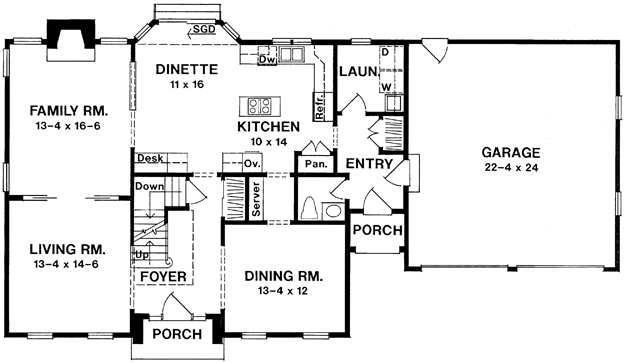 SGD
DINETTE
11 x 16
Dw
LAUN.
D
W
FAMILY RM.
13-4 x 16-6
Refr.
KITCHEN
10 x 14
GARAGE
22-4 x 24
Desk
Ov.
Pan.
ENTRY
Down
Server
PORCH
LIVING RM.
13-4 x 14-6
Up
FOYER
DINING RM.
13-4 x 12
PORCH